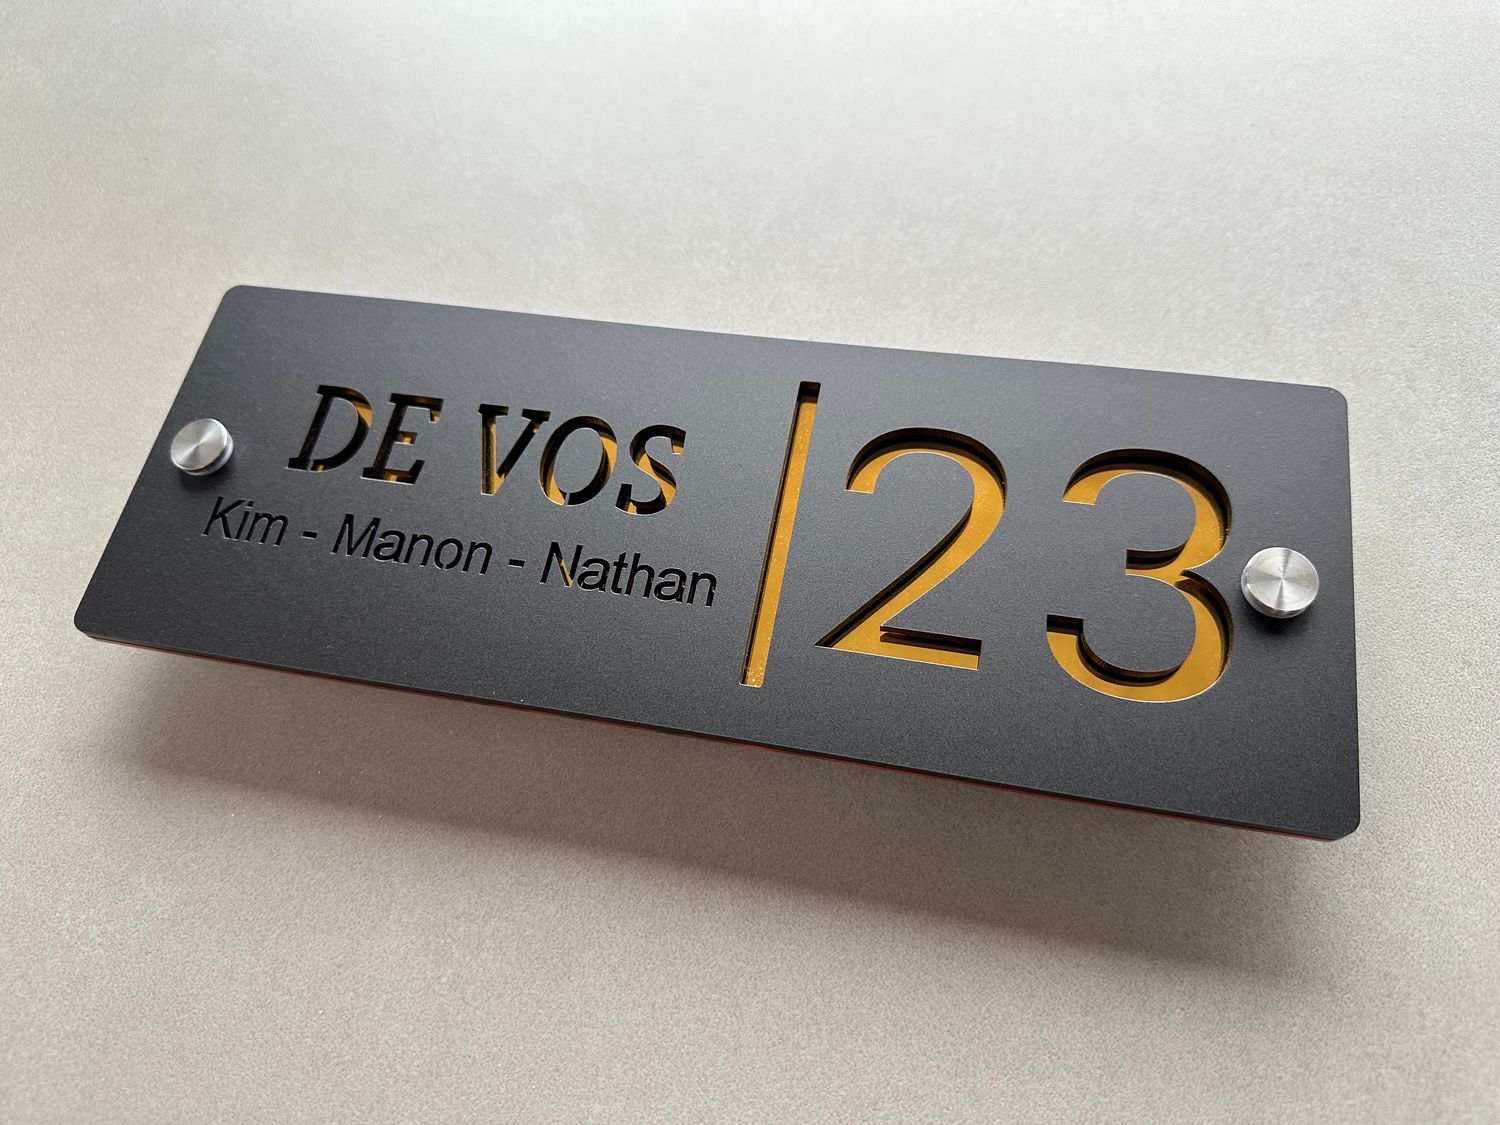 DE VOS
Kim - Manon - Nathan
23